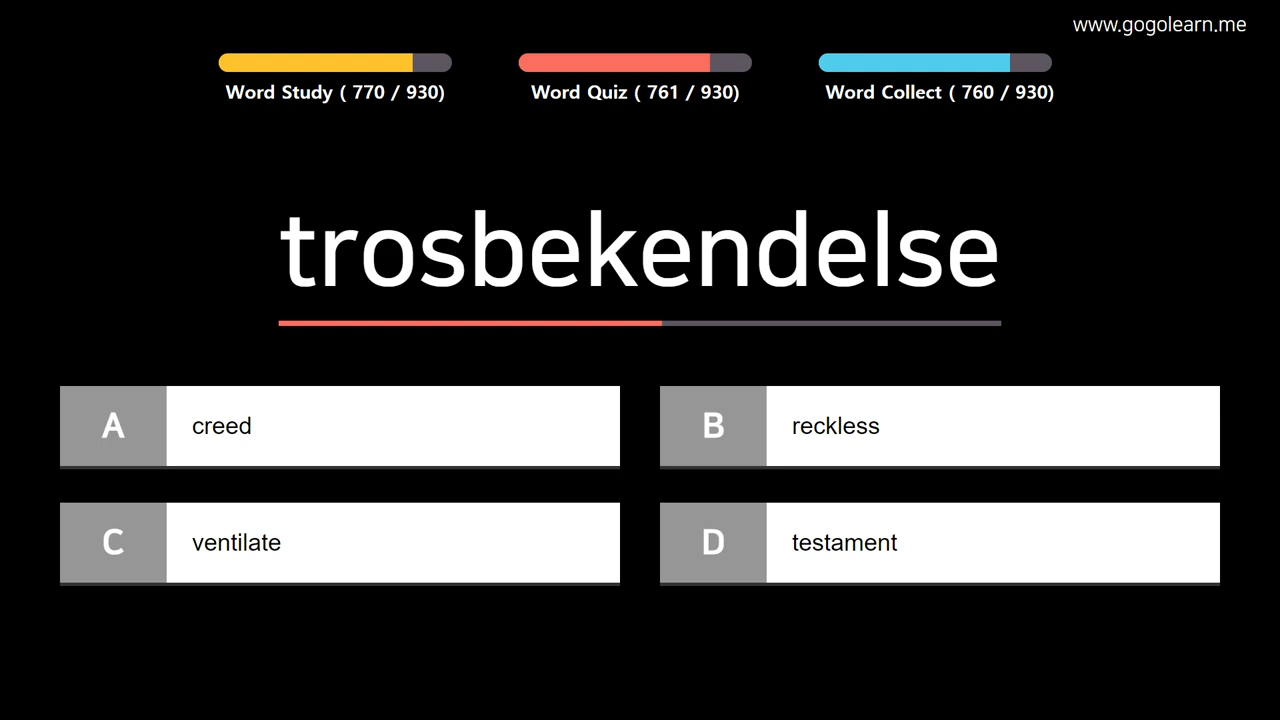 www.gogolearn.me
Word Study ( 770 / 930)
Word Quiz ( 761 / 930)
Word Collect ( 760 / 930)
trosbekendelse
A creed
B reckless
C ventilate
D testament